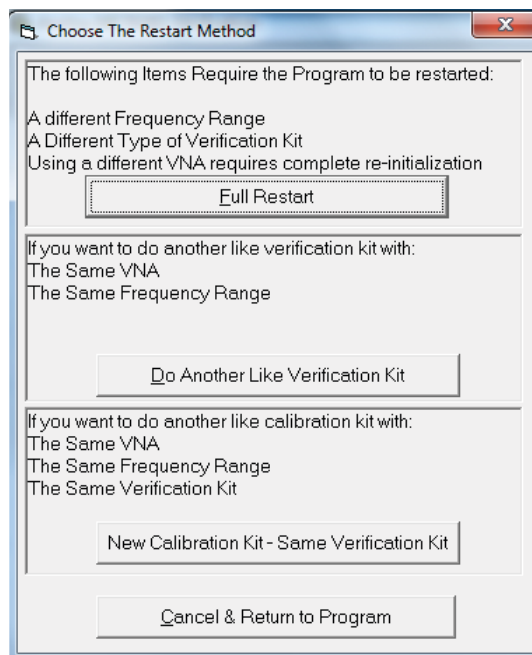 Choose The Restart Method
The following Items Require the Program to be restarted:
A different Frequency Range
A Different Type of Verification Kit
Using a different VNA requires complete re-initialization
Full Restart
If you want to do another like verification kit with:
The Same VNA
The Same Frequency Range
Do Another Like Verification Kit
If you want to do another like calibration kit with:
The Same VNA
The Same Frequency Range
The Same Verification Kit
New Calibration Kit - Same Verification Kit
Cancel & Return to Program